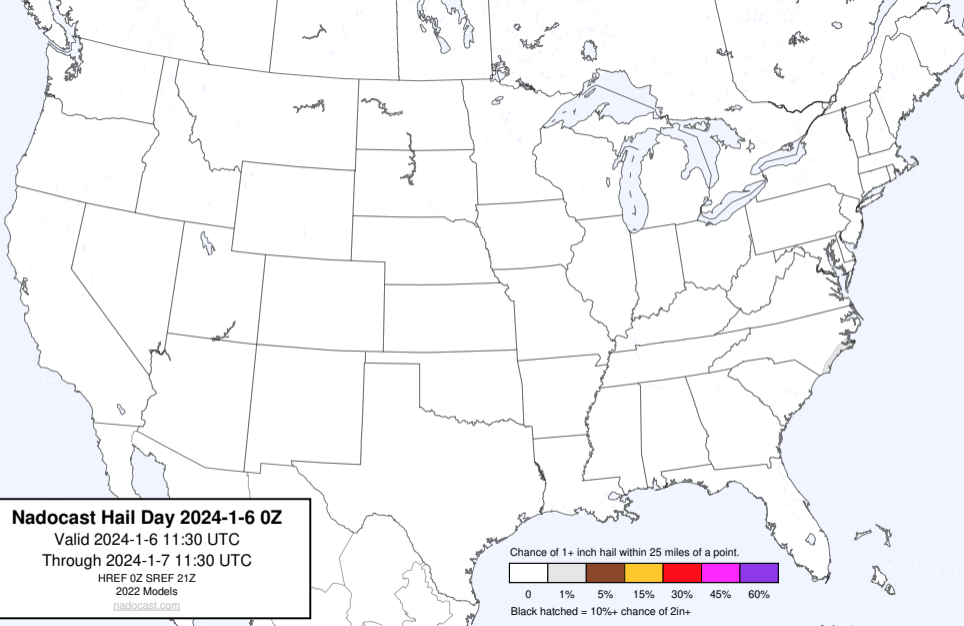 Nadocast Hail Day 2024-1-6 0Z
Valid 2024-1-6 11:30 UTC
Through 2024-1-7 11:30 UTC
HREF 0Z SREF 21Z
2022 Models
nadocast.com
Chance of 1+ inch hail within 25 miles of a point.
0 1% 5% 15% 30% 45% 60%
Black hatched = 10%+ chance of 2in+